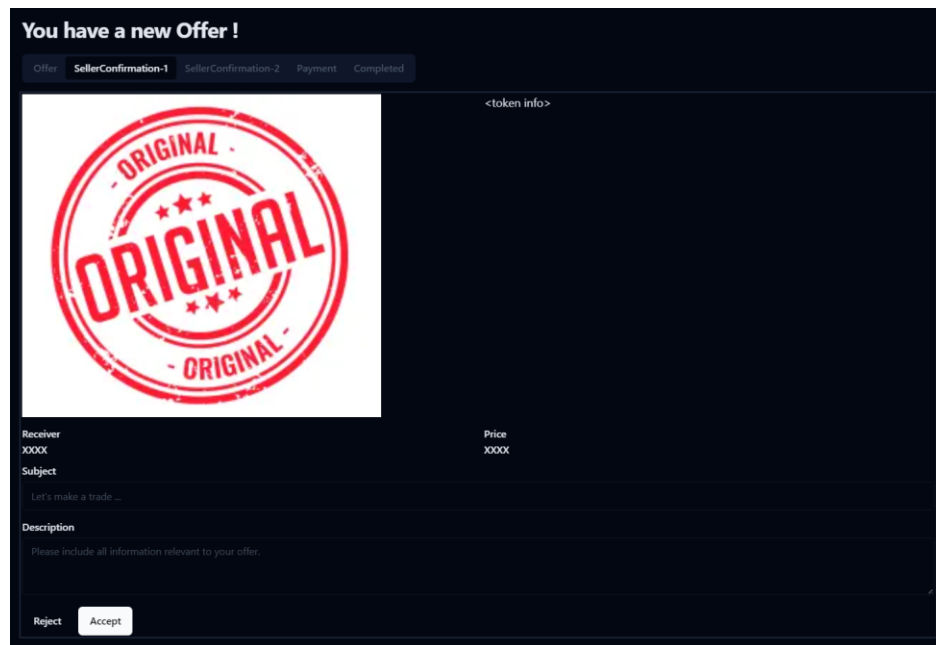 You have a new Offer !
Offer SellerConfirmation-1 SellerConfirmation-2 Payment Completed
<token info>
- ORIGINAL -
ORIGINAL
- ORIGINAL -
Receiver Price
XXXX XXXX
Subject
Let's make a trade ...
Description
Please include all information relevant to your offer.
Reject Accept